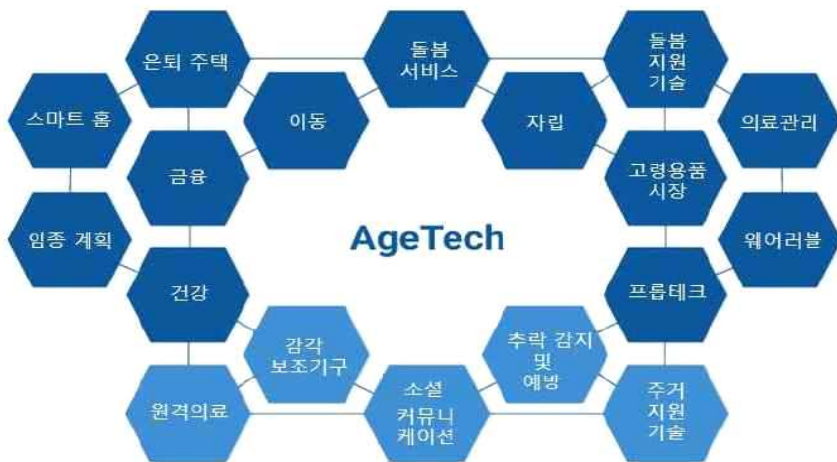 은퇴 주택
돌봄
서비스
돌봄
지원
기술
스마트 홈
이동
자립
의료관리
금융
고령용품
시장
임종 계획
AgeTech
웨어러블
건강
프롭테크
감각
보조기구
추락 감지
및
예방
원격의료
소셜
커뮤니
케이션
주거
지원
기술